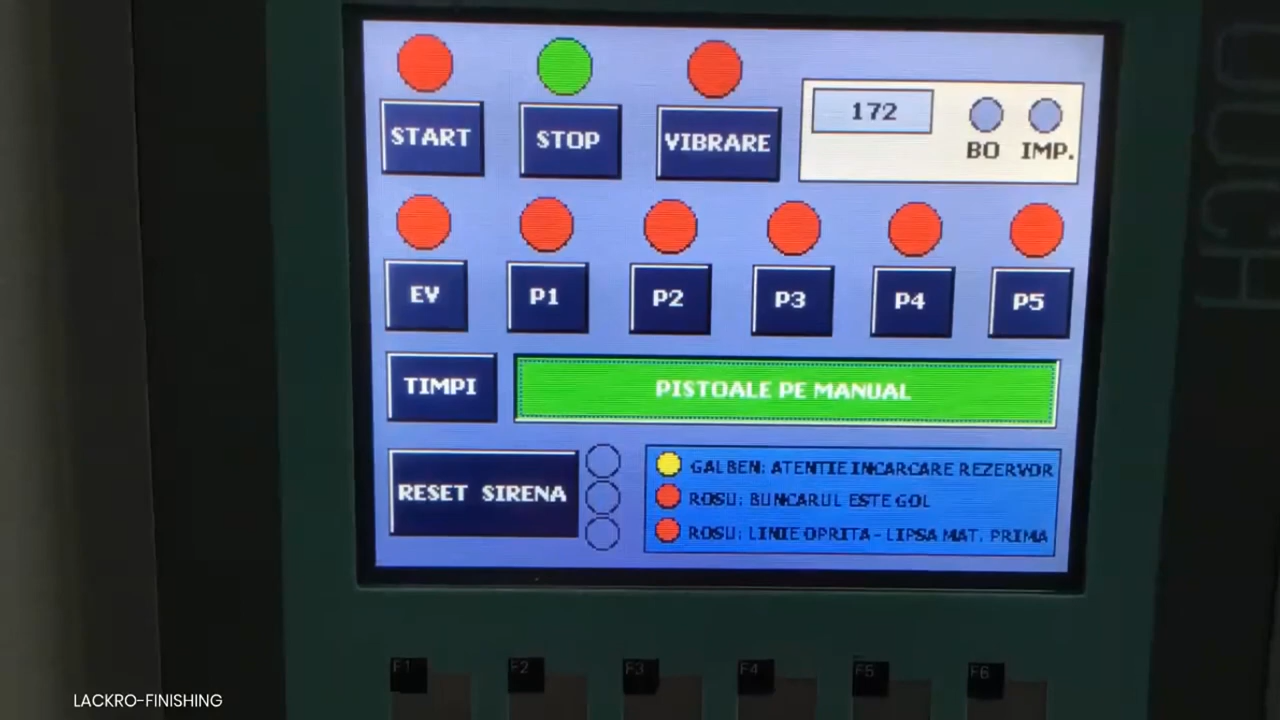 START
STOP
VIBRARE
172
BO
IMP.
EV
P1
P2
P3
P4
P5
TIMPI
PISTOALE PE MANUAL
RESET SIRENA
GALBEN: ATENTIE INCARCARE REZERVOR
ROSU: BUNCARUL ESTE GOL
ROSU: LINIE OPRITA - LIPSA MAT. PRIMA
F1
F2
F3
F4
F5
F6
OUCH
LACKRO-FINISHING